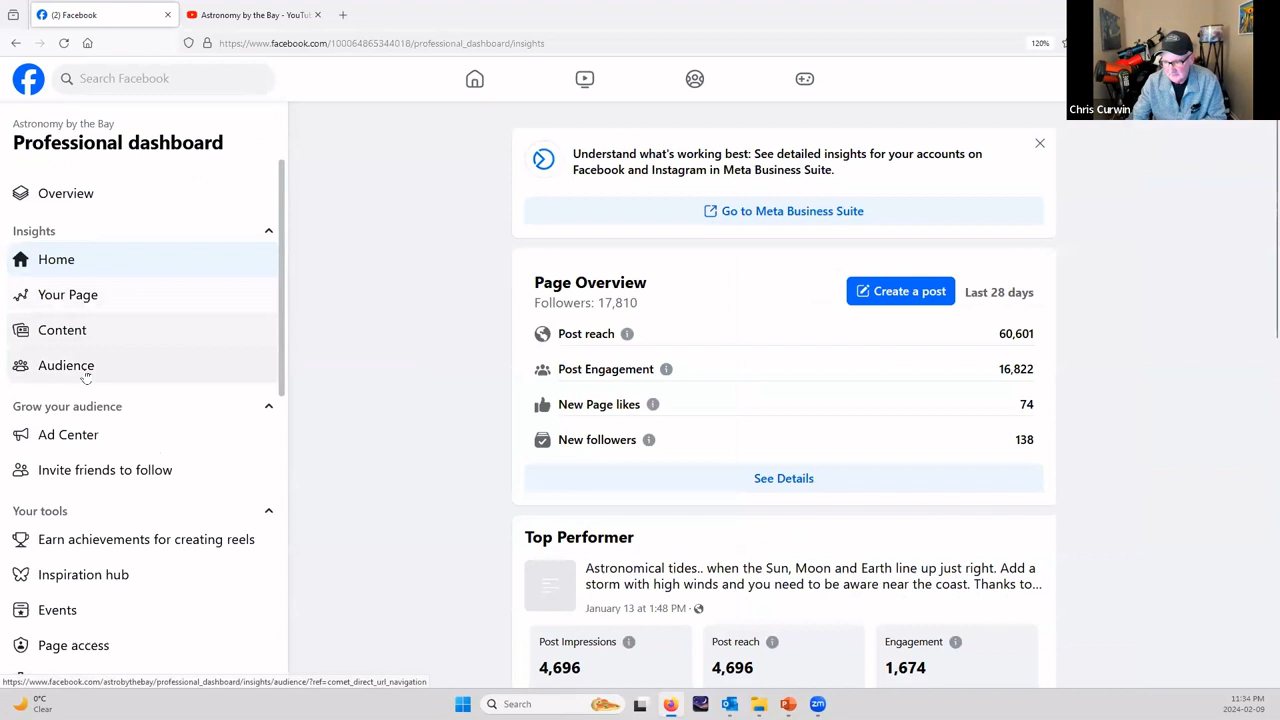 (2) Facebook
Astronomy by the Bay - YouTu
https://www.facebook.com/100064865344018/professional_dashboard/insights
120%
Search Facebook
Chris Curwin
Astronomy by the Bay
Professional dashboard
Overview
Insights
Home
Your Page
Content
Audience
Grow your audience
Ad Center
Invite friends to follow
Your tools
Earn achievements for creating reels
Inspiration hub
Events
Page access
https://www.facebook.com/astrobythebay/professional_dashboard/insights/audience/?ref=comet_direct_url_navigation
Understand what's working best: See detailed insights for your accounts on
Facebook and Instagram in Meta Business Suite.
Go to Meta Business Suite
Page Overview
Followers: 17,810
Create a post
Last 28 days
Post reach 60,601
Post Engagement 16,822
New Page likes 74
New followers 138
See Details
Top Performer
Astronomical tides.. when the Sun, Moon and Earth line up just right. Add a
storm with high winds and you need to be aware near the coast. Thanks to...
January 13 at 1:48 PM ·
Post Impressions
4,696
Post reach
4,696
Engagement
1,674
0°C
Clear
Search
11:34 PM
2024-02-09